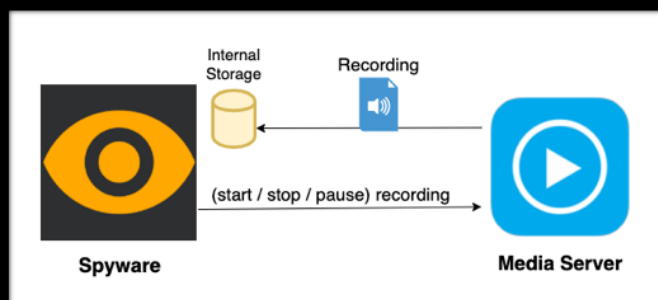 Internal
Storage
Recording
(start / stop / pause) recording
Spyware
Media Server